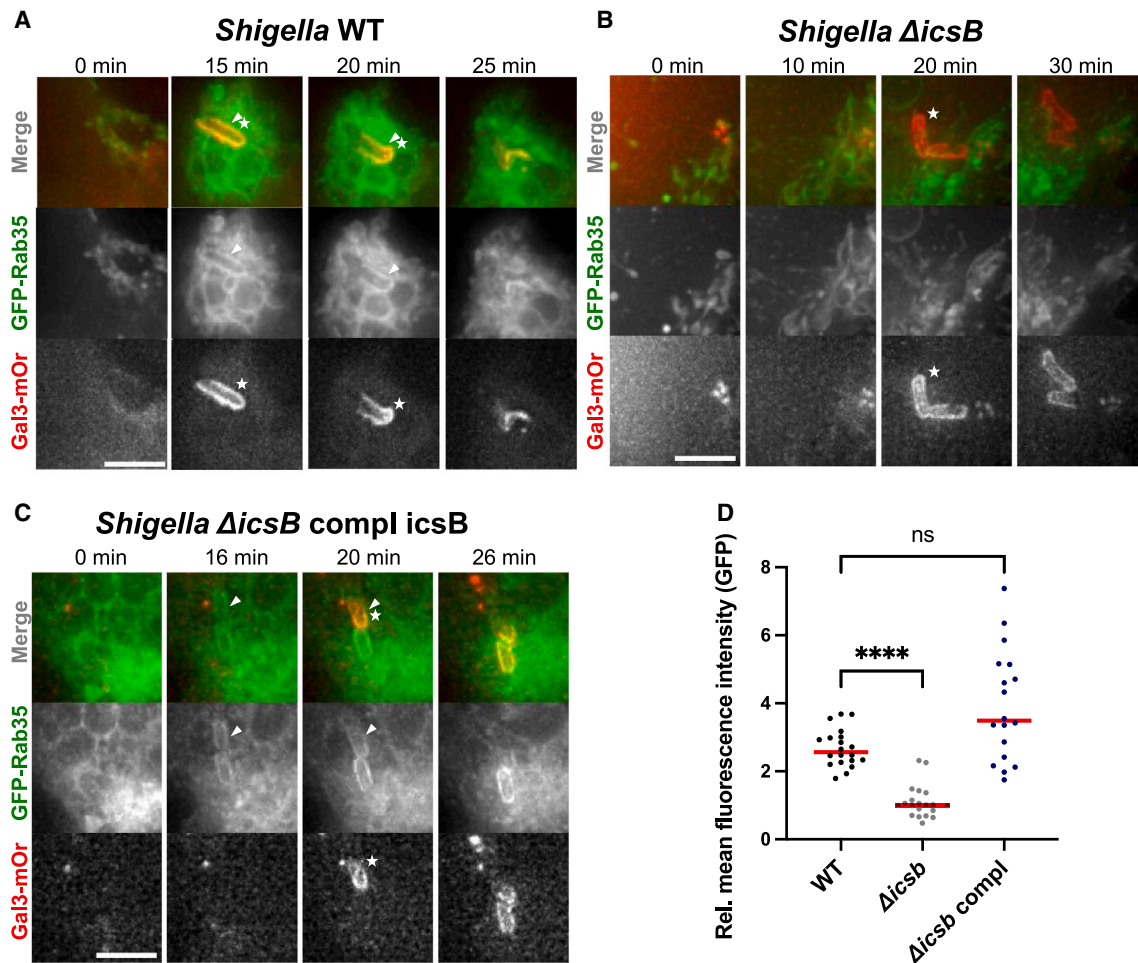 A
Shigella WT
0 min 15 min 20 min 25 min
Merge
GFP-Rab35
Gal3-mOr
B
Shigella ΔicsB
0 min 10 min 20 min 30 min
Merge
GFP-Rab35
Gal3-mOr
C
Shigella ΔicsB compl icsB
0 min 16 min 20 min 26 min
Merge
GFP-Rab35
Gal3-mOr
D
Rel. mean fluorescence intensity (GFP)
8
6
4
2
0
ns
****
WT
Δicsb
Δicsb compl